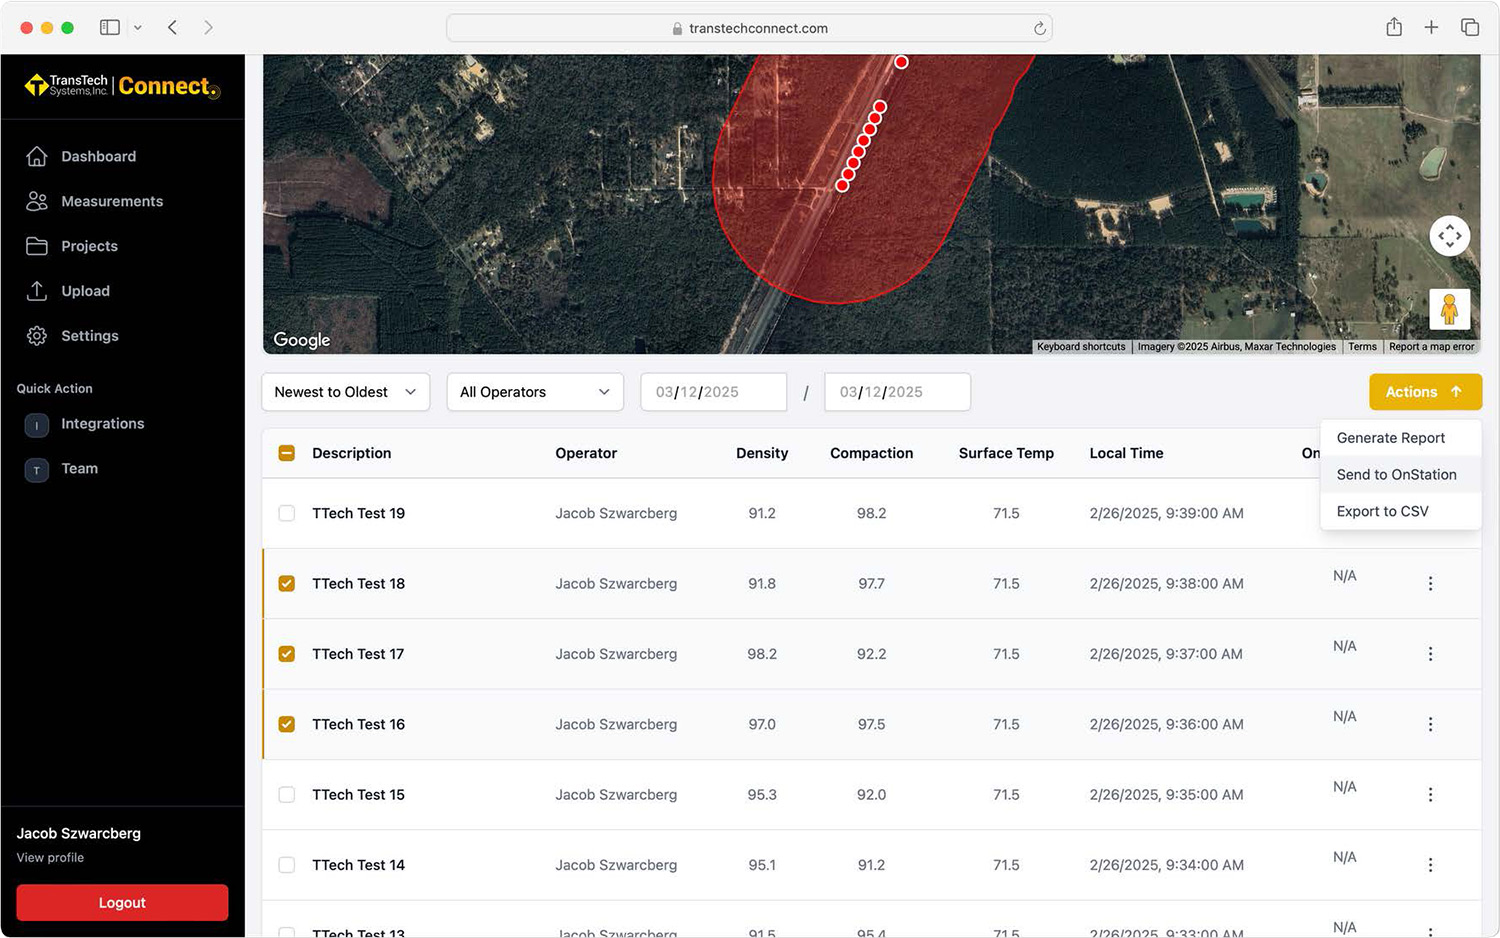 transtechconnect.com
TransTech
Systems, Inc.
Connect
Dashboard
Measurements
Projects
Upload
Settings
Quick Action
I Integrations
T Team
Jacob Szwarcberg
View profile
Logout
Google
Keyboard shortcuts Imagery ©2025 Airbus, Maxar Technologies Terms Report a map error
Newest to Oldest All Operators 03/12/2025 / 03/12/2025 Actions
Generate Report
Send to OnStation
Export to CSV
Description Operator Density Compaction Surface Temp Local Time On
TTech Test 19 Jacob Szwarcberg 91.2 98.2 71.5 2/26/2025, 9:39:00 AM
TTech Test 18 Jacob Szwarcberg 91.8 97.7 71.5 2/26/2025, 9:38:00 AM N/A
TTech Test 17 Jacob Szwarcberg 98.2 92.2 71.5 2/26/2025, 9:37:00 AM N/A
TTech Test 16 Jacob Szwarcberg 97.0 97.5 71.5 2/26/2025, 9:36:00 AM N/A
TTech Test 15 Jacob Szwarcberg 95.3 92.0 71.5 2/26/2025, 9:35:00 AM N/A
TTech Test 14 Jacob Szwarcberg 95.1 91.2 71.5 2/26/2025, 9:34:00 AM N/A
TTech Test 13 Jacob Szwarcberg 91.5 95.4 71.5 2/26/2025, 9:33:00 AM N/A